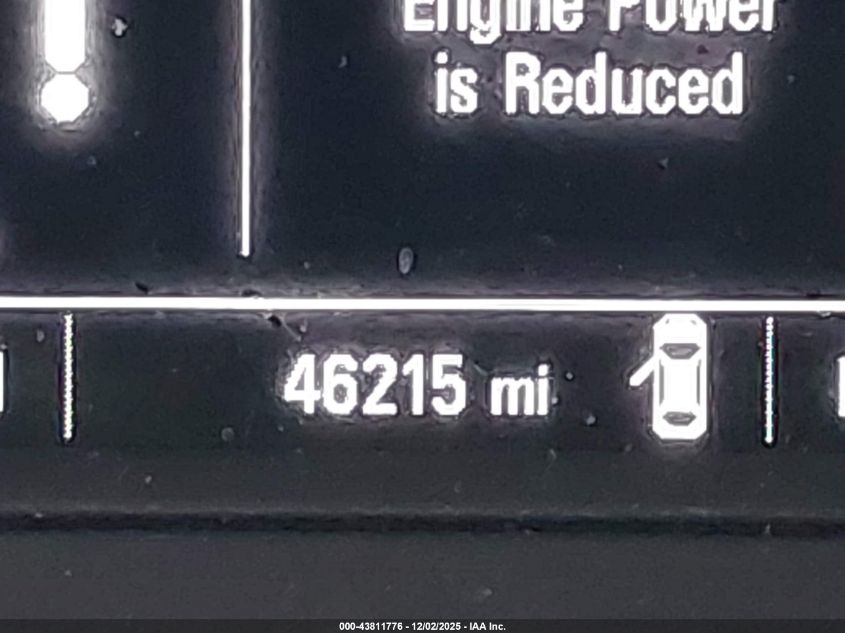 Engine Power
is Reduced
46215 mi
000-43811776 - 12/02/2025 - IAA Inc.